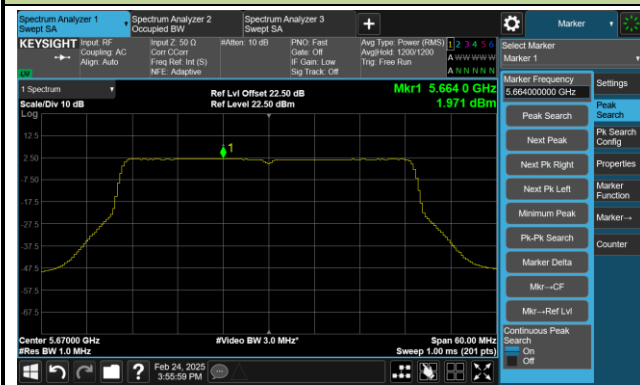 Spectrum Analyzer 1
Swept SA
Spectrum Analyzer 2
Occupied BW
Spectrum Analyzer 3
Swept SA
+
Marker
KEYSIGHT
Input: RF
Coupling: AC
Align: Auto
Input Z: 50 Ω
Corr CCorr
Freq Ref: Int (S)
NFE: Adaptive
#Atten: 10 dB
PNO: Fast
Gate: Off
IF Gain: Low
Sig Track: Off
Avg Type: Power (RMS)
Avg|Hold: 1200/1200
Trig: Free Run
1 2 3 4 5 6
A W W W W W
A N N N N N
LVI
Select Marker
Marker 1
1 Spectrum
Scale/Div 10 dB
Log
Ref Lvl Offset 22.50 dB
Ref Level 22.50 dBm
Mkr1 5.664 0 GHz
1.971 dBm
12.5
2.50
-7.50
-17.5
-27.5
-37.5
-47.5
-57.5
-67.5
1
Center 5.67000 GHz
#Res BW 1.0 MHz
#Video BW 3.0 MHz*
Span 60.00 MHz
Sweep 1.00 ms (201 pts)
Marker Frequency
5.664000000 GHz
Peak Search
Next Peak
Next Pk Right
Next Pk Left
Minimum Peak
Pk-Pk Search
Marker Delta
Mkr→CF
Mkr→Ref Lvl
Continuous Peak
Search
On
Off
Settings
Peak
Search
Pk Search
Config
Properties
Marker
Function
Marker→
Counter
?
Feb 24, 2025
3:55:59 PM